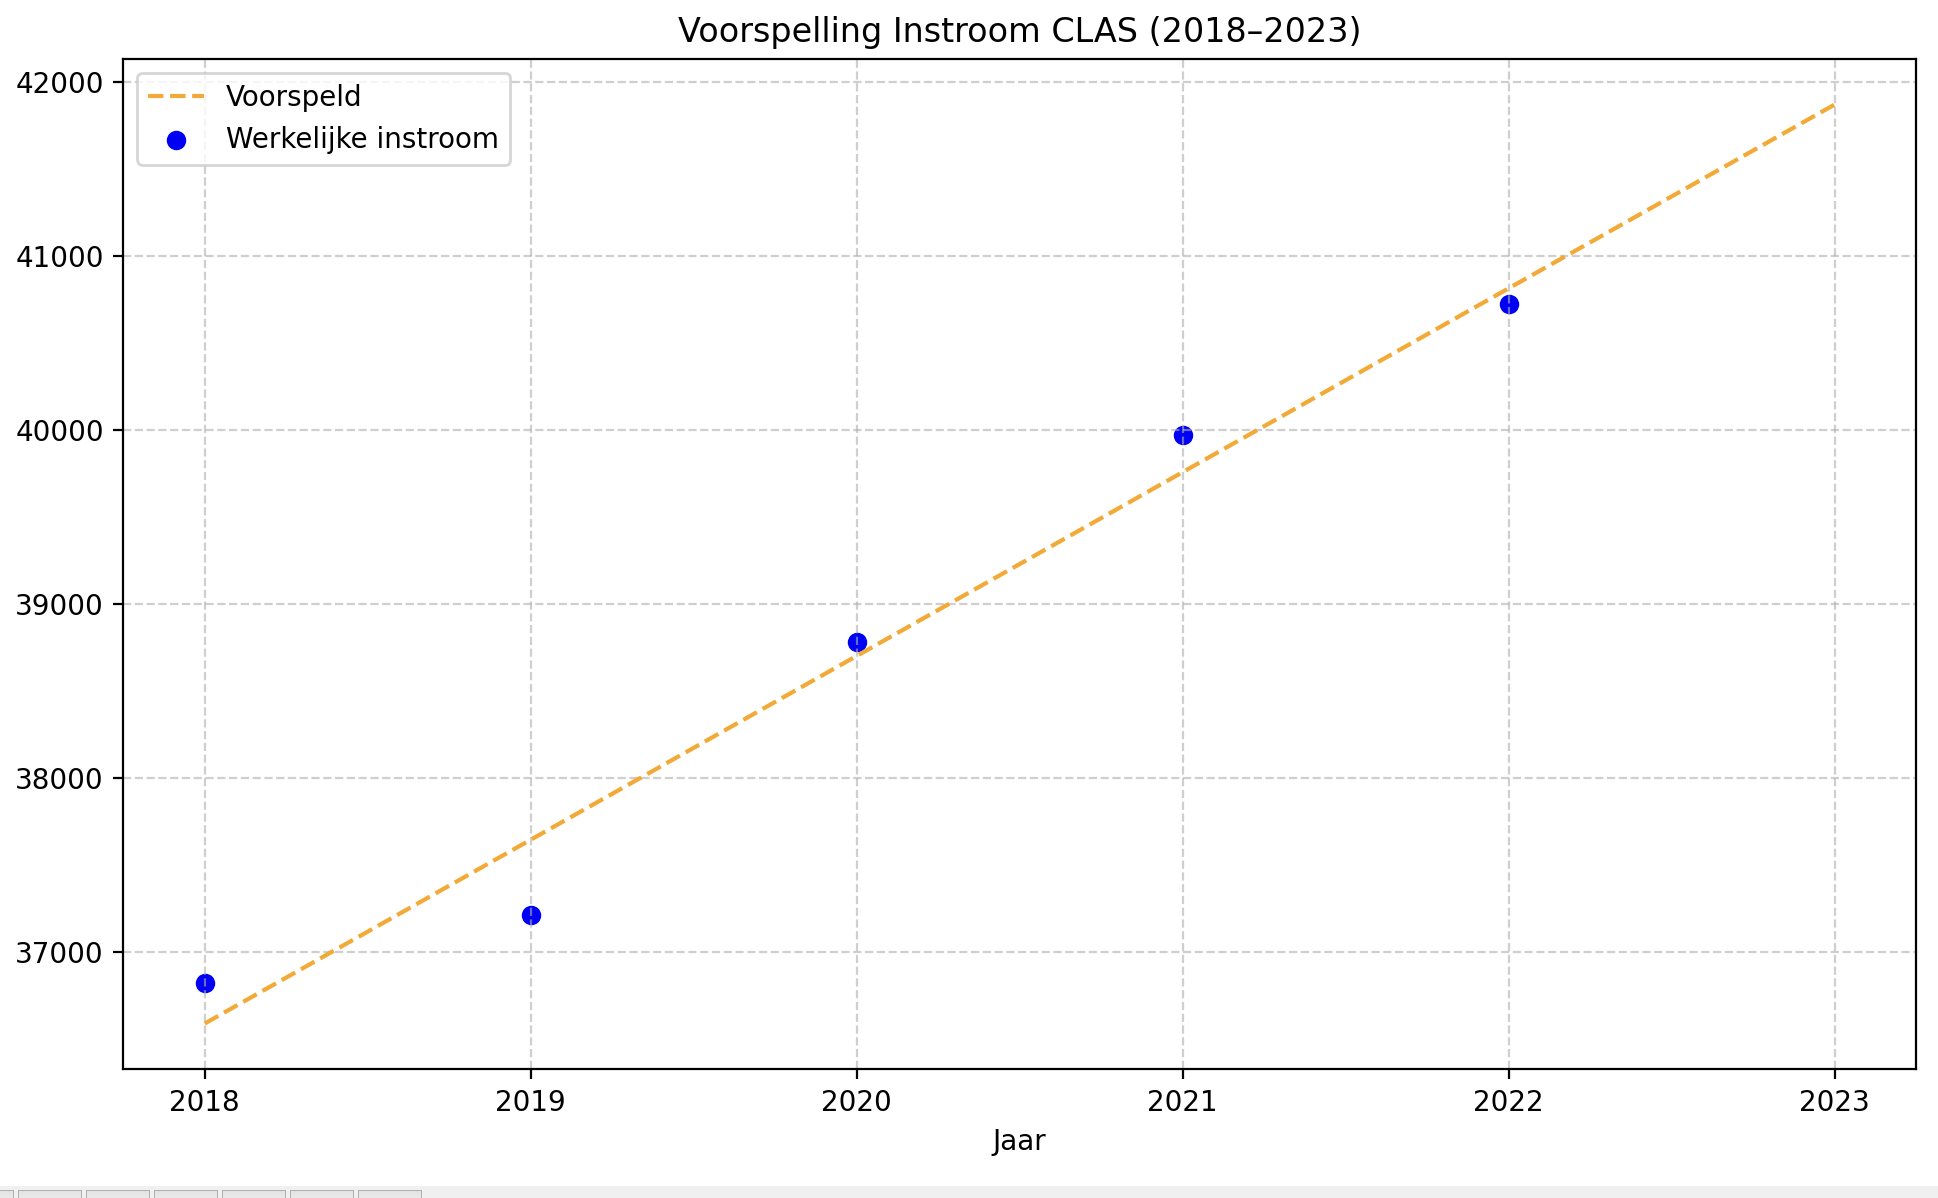 Voorspelling Instroom CLAS (2018–2023)
Voorspeld
Werkelijke instroom
42000
41000
40000
39000
38000
37000
2018 2019 2020 2021 2022 2023
Jaar